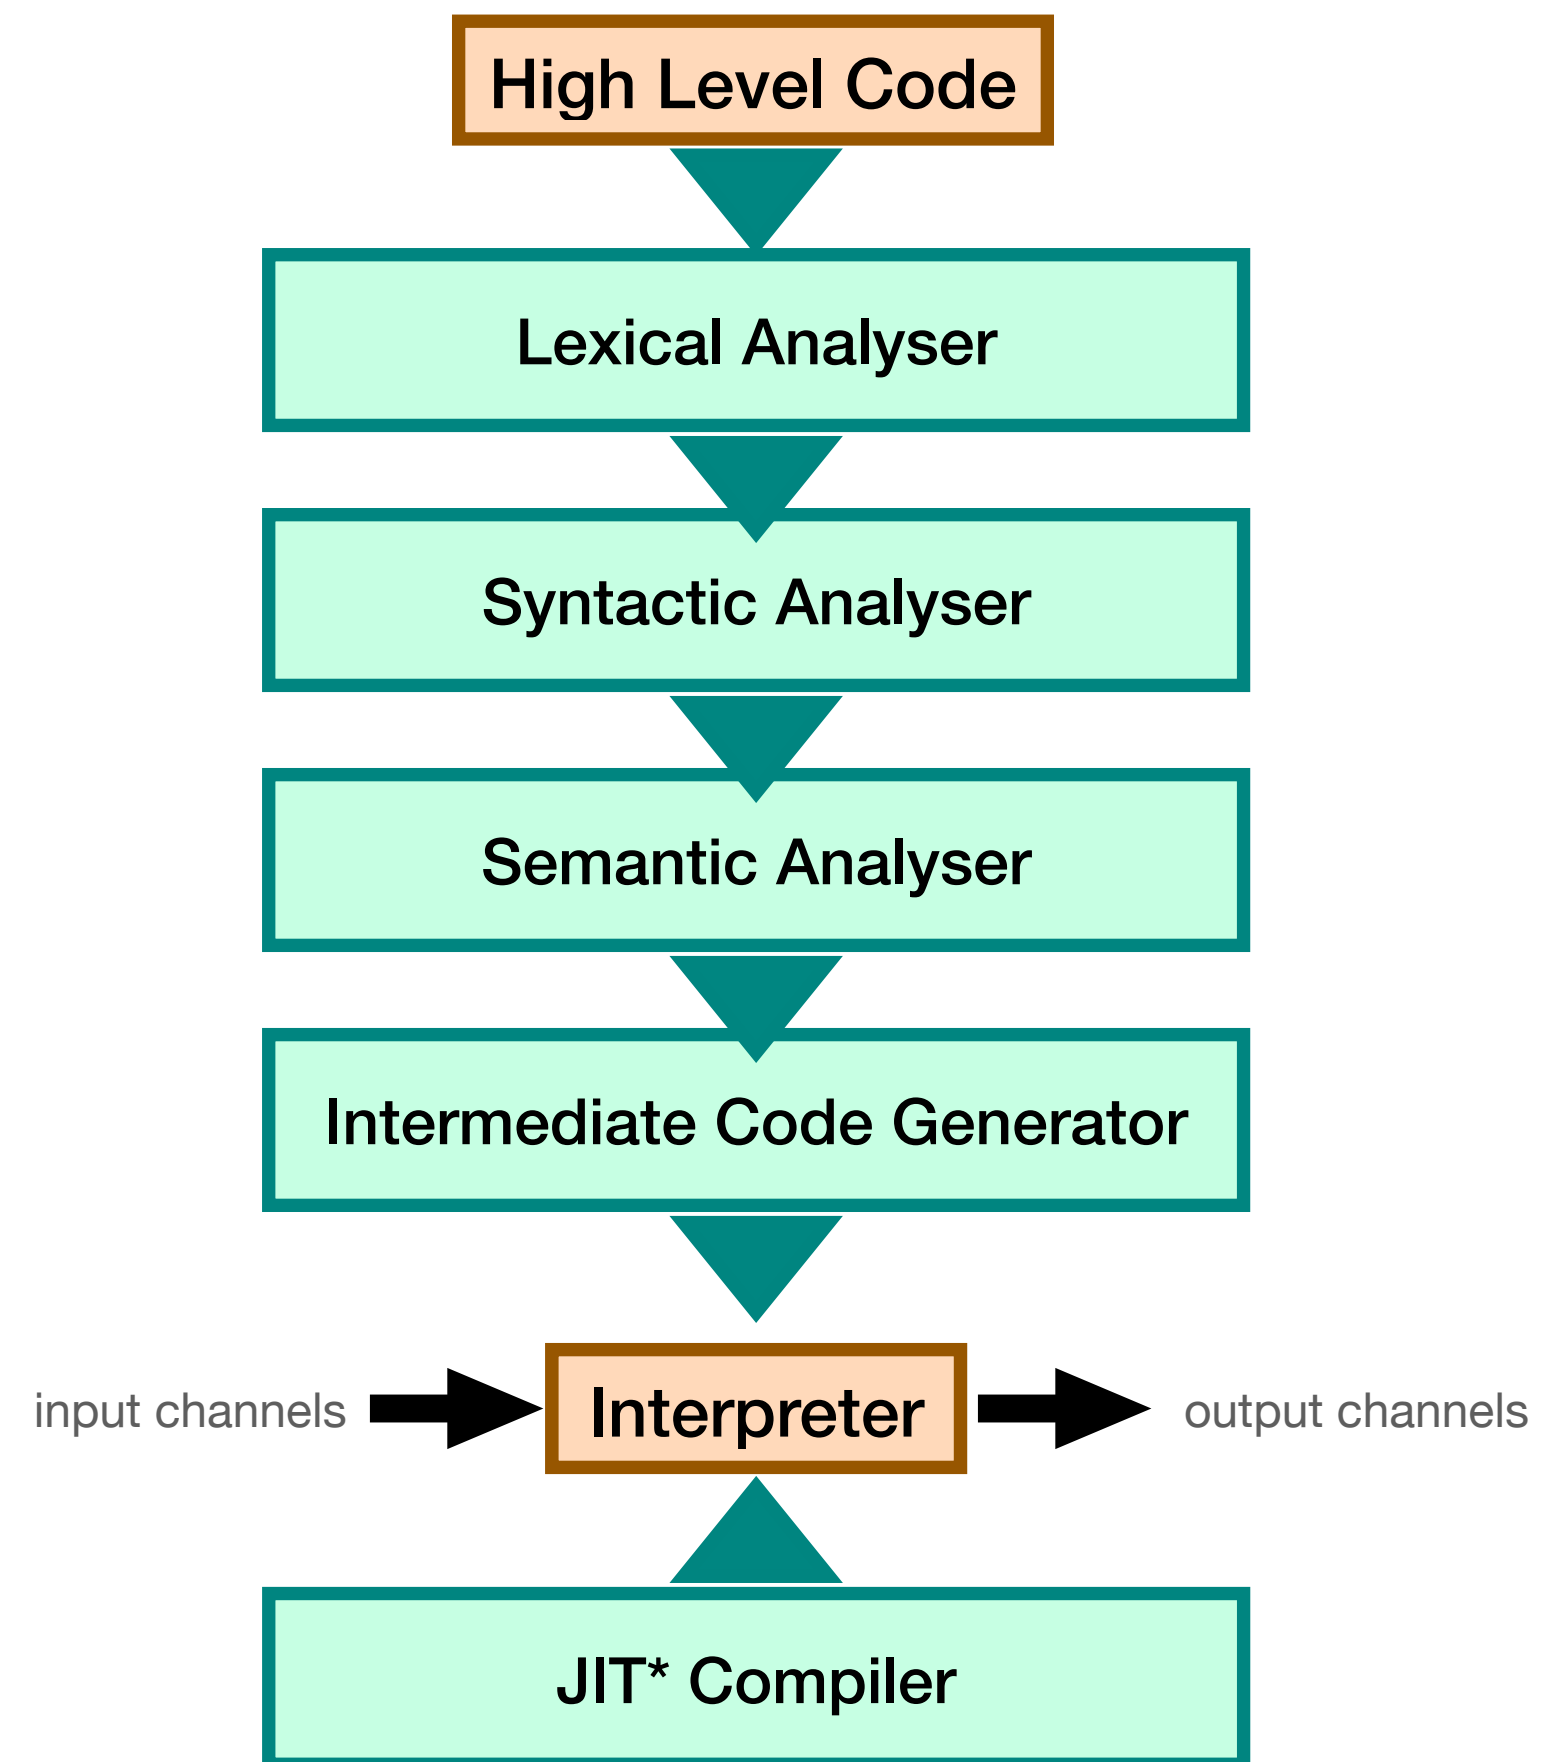 High Level Code
Lexical Analyser
Syntactic Analyser
Semantic Analyser
Intermediate Code Generator
input channels
Interpreter
output channels
JIT* Compiler